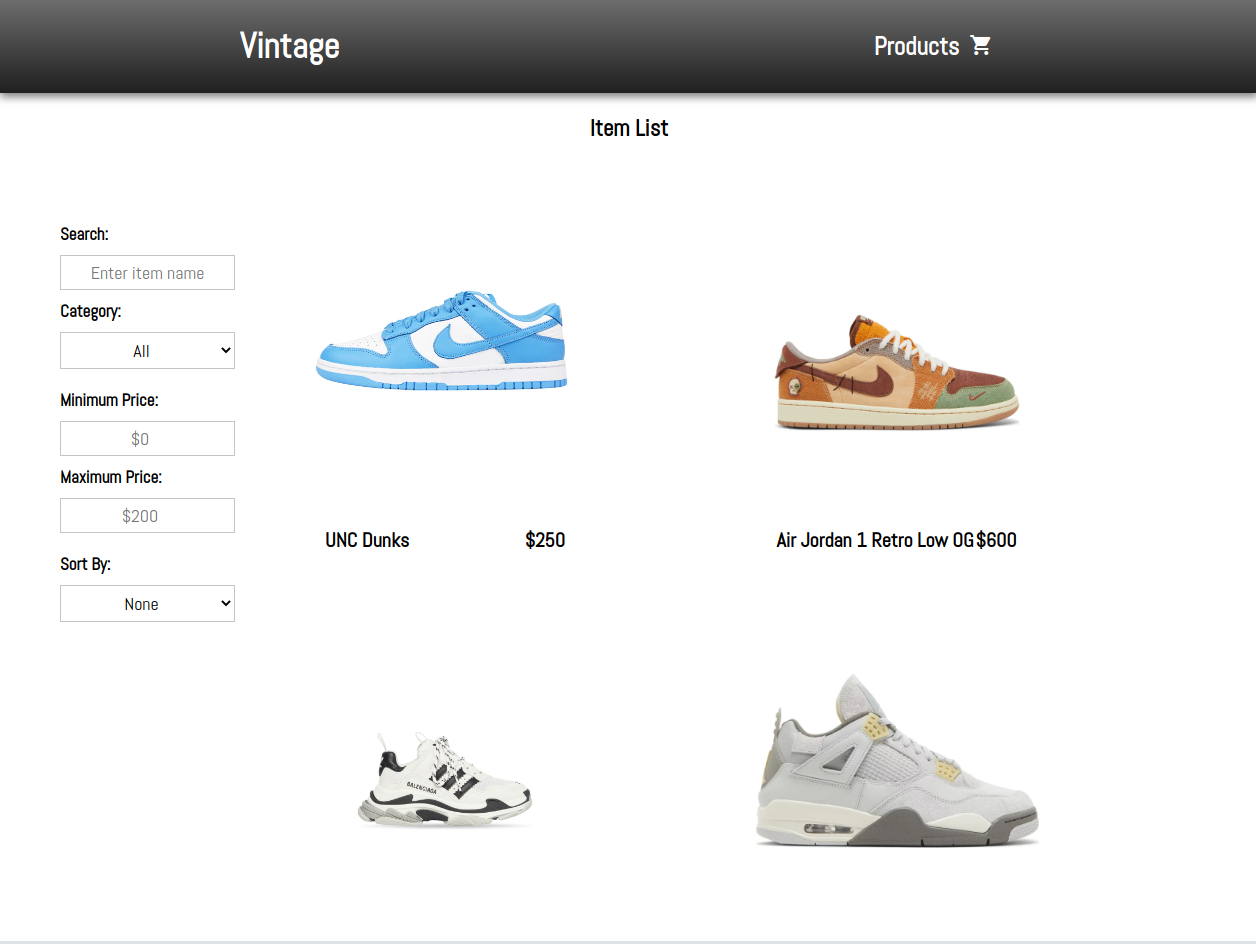 Vintage
Products
Item List
Search:
Enter item name
Category:
All
Minimum Price:
$0
Maximum Price:
$200
Sort By:
None
UNC Dunks $250
Air Jordan 1 Retro Low OG $600
BALENCIAGA